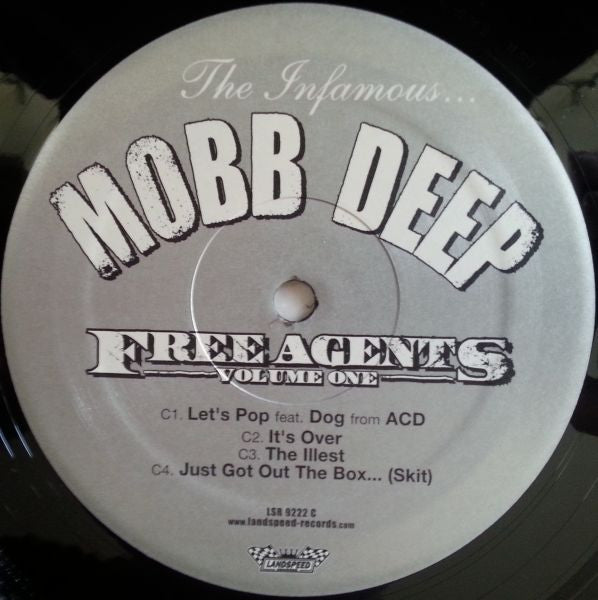 The Infamous...
MOBB DEEP
FREE AGENTS
VOLUME ONE
C1. Let's Pop feat. Dog from ACD
C2. It's Over
C3. The Illest
C4. Just Got Out The Box... (Skit)
LSR 9222 C
www.landspeed-records.com
LANDSPEED